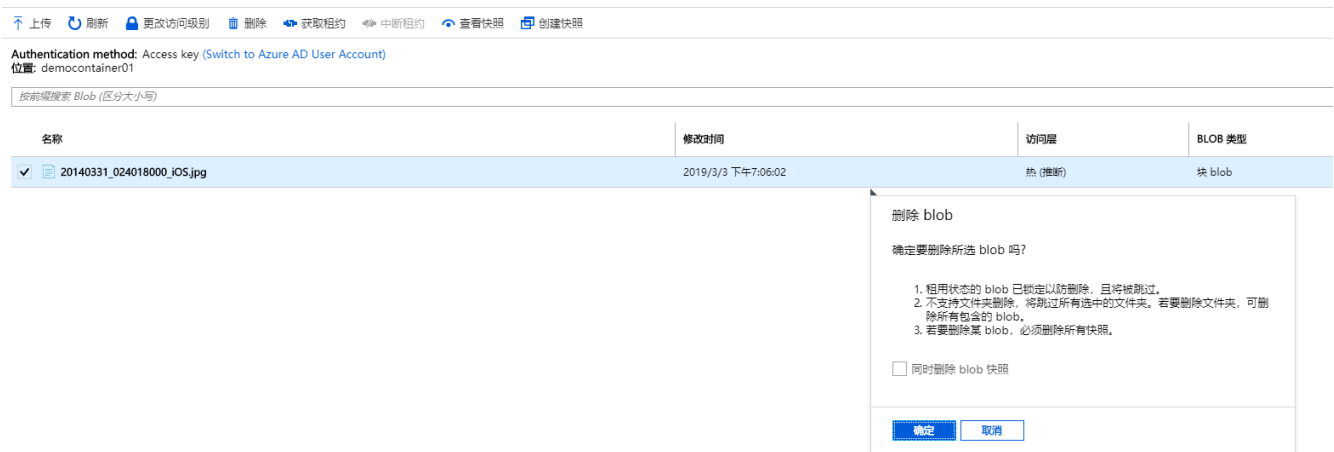 上传 刷新 更改访问级别 删除 获取租约 中断租约 查看快照 创建快照
Authentication method: Access key (Switch to Azure AD User Account)
位置: democontainer01
按前缀搜索 Blob (区分大小写)
名称 修改时间 访问层 BLOB 类型
20140331_024018000_iOS.jpg 2019/3/3 下午7:06:02 热 (推断) 块 blob
删除 blob
确定要删除所选 blob 吗?
1. 租用状态的 blob 已锁定以防删除，且将被跳过。
2. 不支持文件夹删除，将跳过所有选中的文件夹。若要删除文件夹，可删
除所有包含的 blob。
3. 若要删除某 blob，必须删除所有快照。
同时删除 blob 快照
确定 取消